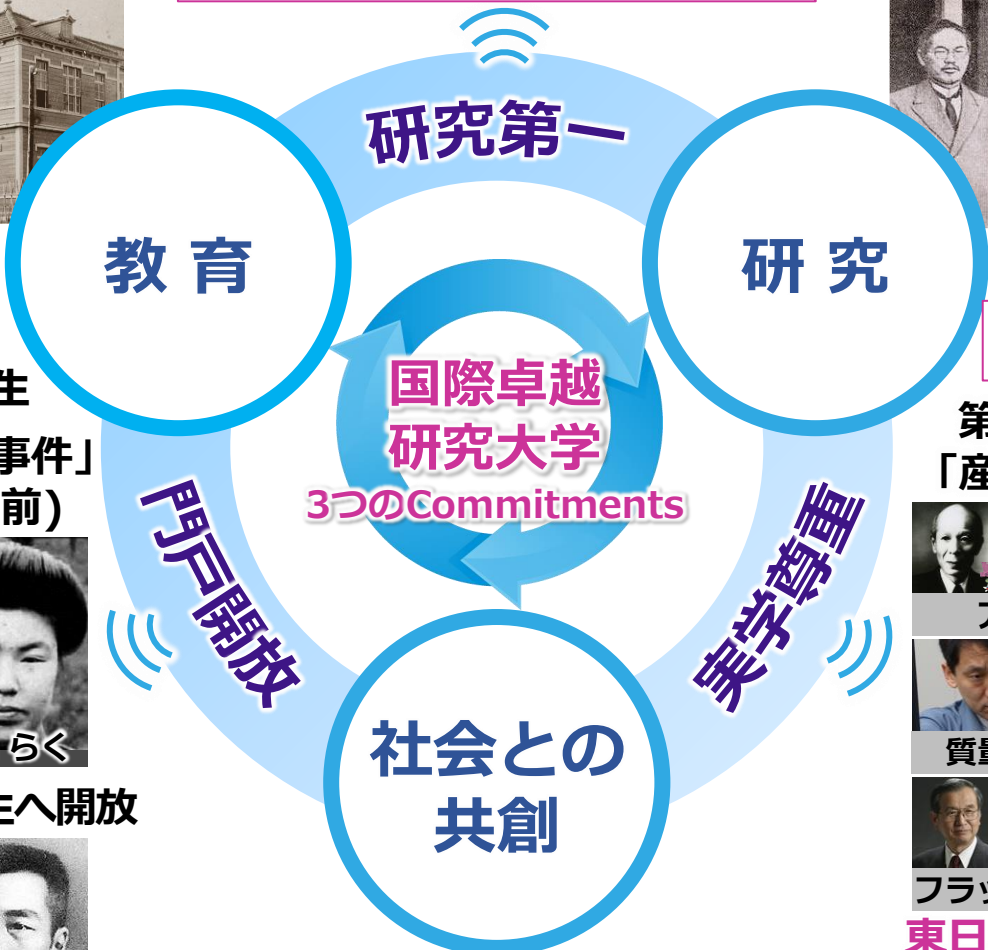 研究第一
教 育
研 究
国際卓越
研究大学
3つのCommitments
生
事件」
前)
らく
生へ開放
門戸開放
実学尊重
社会との
共創
第
「産
質量
フラッ
東日